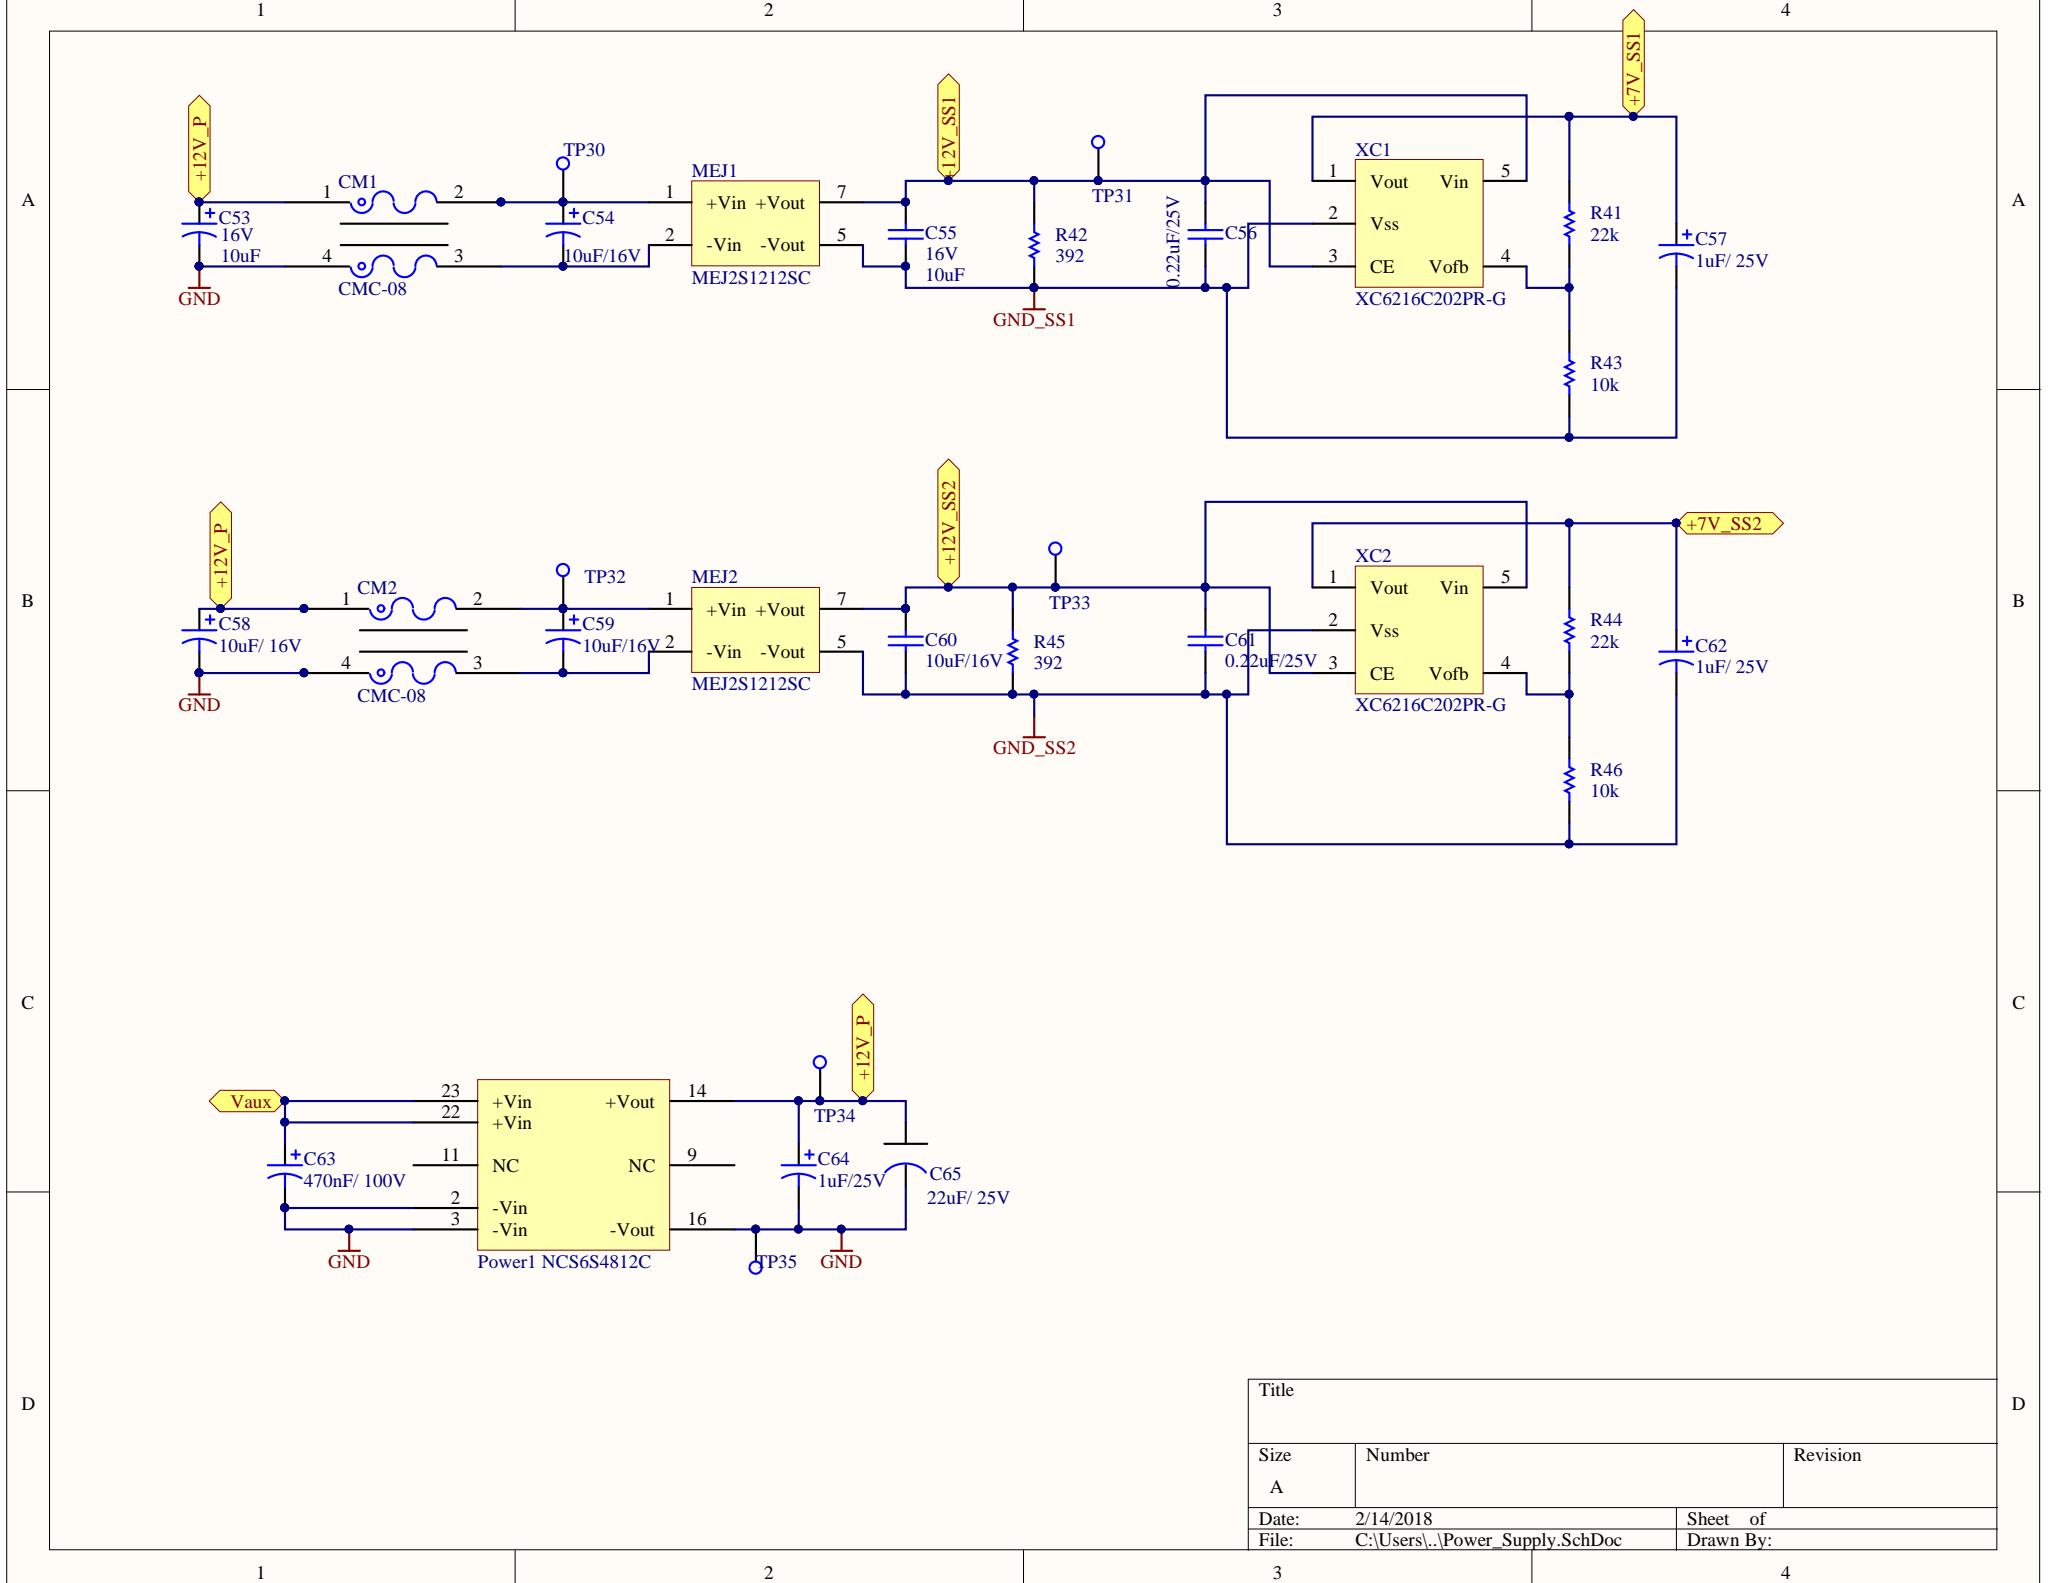 1 2 3 4
A A
B B
C C
D D
+12V_P
CM1
1 2
4 3
CMC-08
C53
16V
10uF
GND
TP30
C54
10uF/16V
MEJ1
1 +Vin +Vout 7
2 -Vin -Vout 5
MEJ2S1212SC
+12V_SS1
C55
16V
10uF
R42
392
GND_SS1
TP31
0.22uF/25V
C56
XC1
1 Vout Vin 5
2 Vss
3 CE Vofb 4
XC6216C202PR-G
+7V_SS1
R41
22k
R43
10k
C57
1uF/ 25V
+12V_P
CM2
1 2
4 3
CMC-08
C58
10uF/ 16V
GND
TP32
C59
10uF/16V
MEJ2
1 +Vin +Vout 7
2 -Vin -Vout 5
MEJ2S1212SC
+12V_SS2
C60
10uF/16V
R45
392
GND_SS2
TP33
C61
0.22uF/25V
XC2
1 Vout Vin 5
2 Vss
3 CE Vofb 4
XC6216C202PR-G
+7V_SS2
R44
22k
R46
10k
C62
1uF/ 25V
Vaux
C63
470nF/ 100V
GND
23 +Vin +Vout 14
22 +Vin
11 NC NC 9
2 -Vin
3 -Vin -Vout 16
Power1 NCS6S4812C
+12V_P
TP34
C64
1uF/25V
C65
22uF/ 25V
TP35
GND
Title
Size Number Revision
A
Date: 2/14/2018 Sheet of
File: C:\Users\..\Power_Supply.SchDoc Drawn By:
1 2 3 4